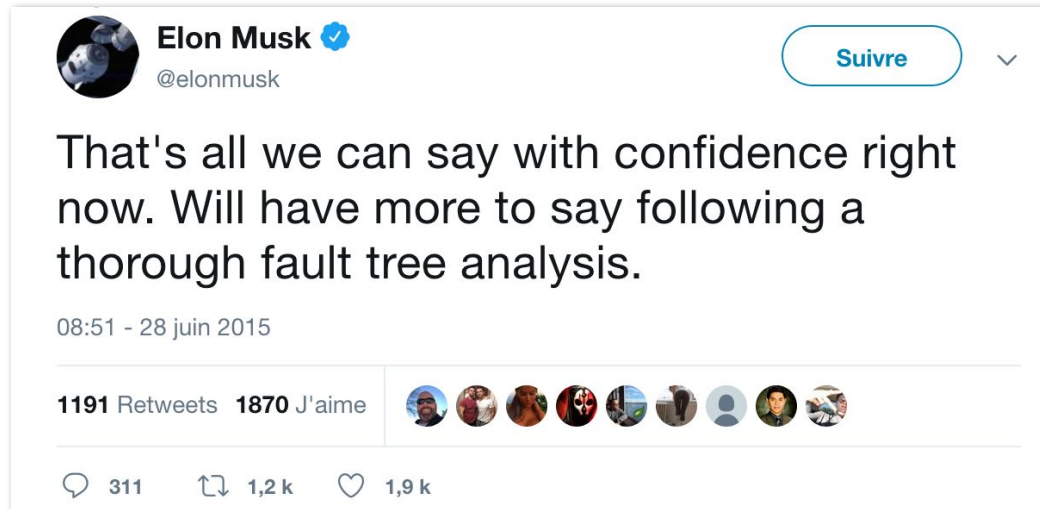 Elon Musk
@elonmusk
Suivre
That's all we can say with confidence right
now. Will have more to say following a
thorough fault tree analysis.
08:51 - 28 juin 2015
1191 Retweets 1870 J'aime
311 1,2 k 1,9 k